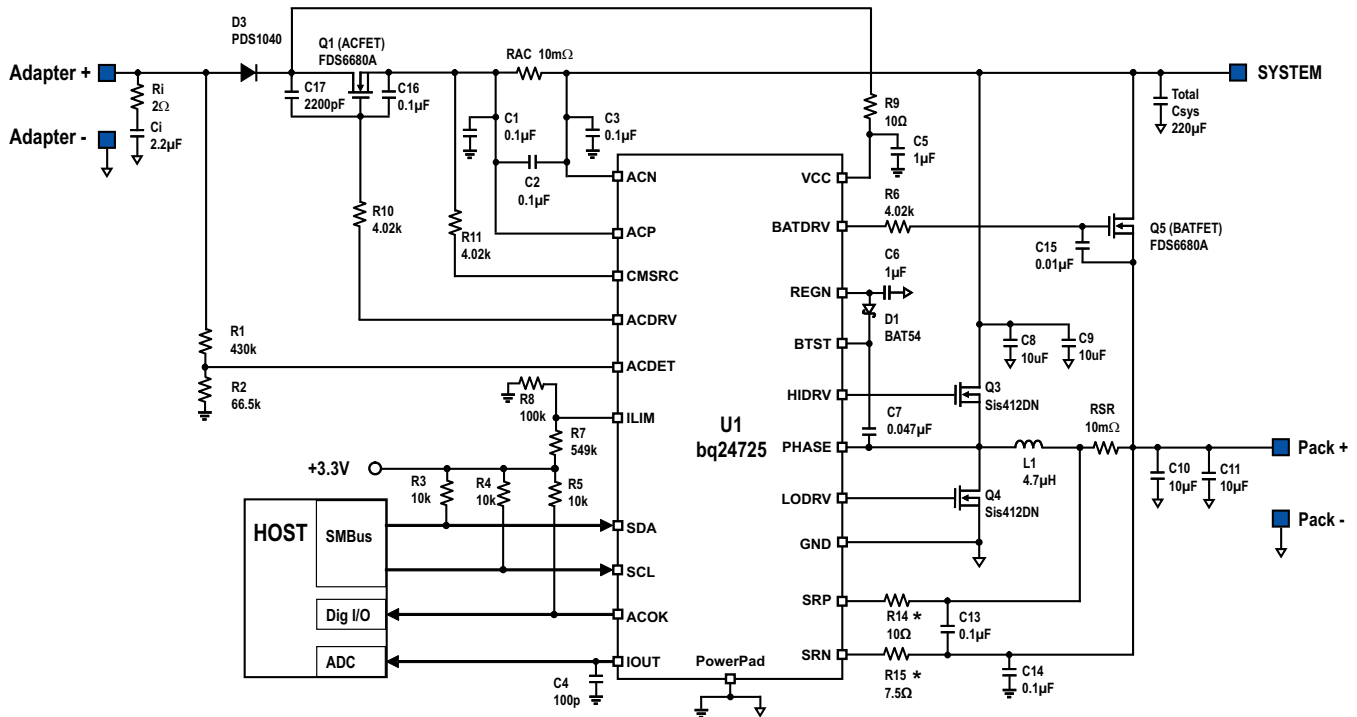 D3
PDS1040
Q1 (ACFET)
FDS6680A
RAC 10mΩ
Adapter +
SYSTEM
Ri
2Ω
C17
2200pF
C16
0.1µF
R9
10Ω
Total
Csys
220µF
Adapter -
Ci
2.2µF
C1
0.1µF
C3
0.1µF
C5
1µF
C2
0.1µF
ACN
VCC
R10
4.02k
R11
4.02k
ACP
BATDRV
R6
4.02k
Q5 (BATFET)
FDS6680A
C15
0.01µF
CMSRC
C6
1µF
REGN
ACDRV
D1
BAT54
R1
430k
BTST
C8
10uF
C9
10uF
ACDET
R2
66.5k
R8
100k
HIDRV
Q3
Sis412DN
ILIM
U1
bq24725
C7
0.047µF
RSR
10mΩ
R7
549k
PHASE
Pack +
L1
4.7µH
C10
10µF
C11
10µF
+3.3V
R3
10k
R4
10k
R5
10k
LODRV
Q4
Sis412DN
HOST
SMBus
SDA
GND
Pack -
SCL
SRP
R14 *
10Ω
C13
0.1µF
Dig I/O
ACOK
ADC
IOUT
SRN
R15 *
7.5Ω
C14
0.1µF
C4
100p
PowerPad